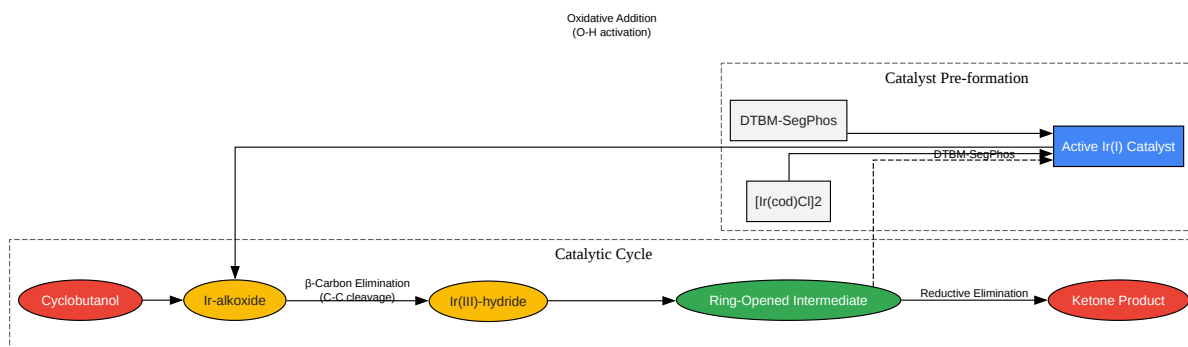 Oxidative Addition
(O-H activation)
Catalyst Pre-formation
DTBM-SegPhos
Active Ir(I) Catalyst
DTBM-SegPhos
[Ir(cod)Cl]2
Catalytic Cycle
Cyclobutanol
Ir-alkoxide
β-Carbon Elimination
(C-C cleavage)
Ir(III)-hydride
Ring-Opened Intermediate
Reductive Elimination
Ketone Product